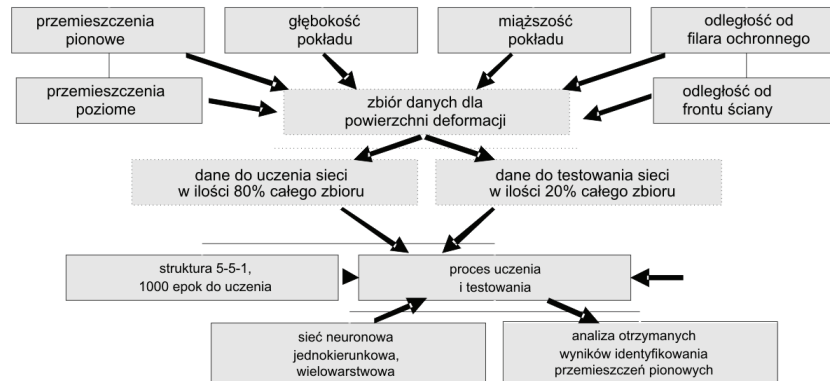 przemieszczenia
pionowe
głębokość
pokładu
miąższość
pokładu
odległość od
filara ochronnego
przemieszczenia
poziome
zbiór danych dla
powierzchni deformacji
odległość od
frontu ściany
dane do uczenia sieci
w ilości 80% całego zbioru
dane do testowania sieci
w ilości 20% całego zbioru
struktura 5-5-1,
1000 epok do uczenia
proces uczenia
i testowania
sieć neuronowa
jednokierunkowa,
wielowarstwowa
analiza otrzymanych
wyników identyfikowania
przemieszczeń pionowych